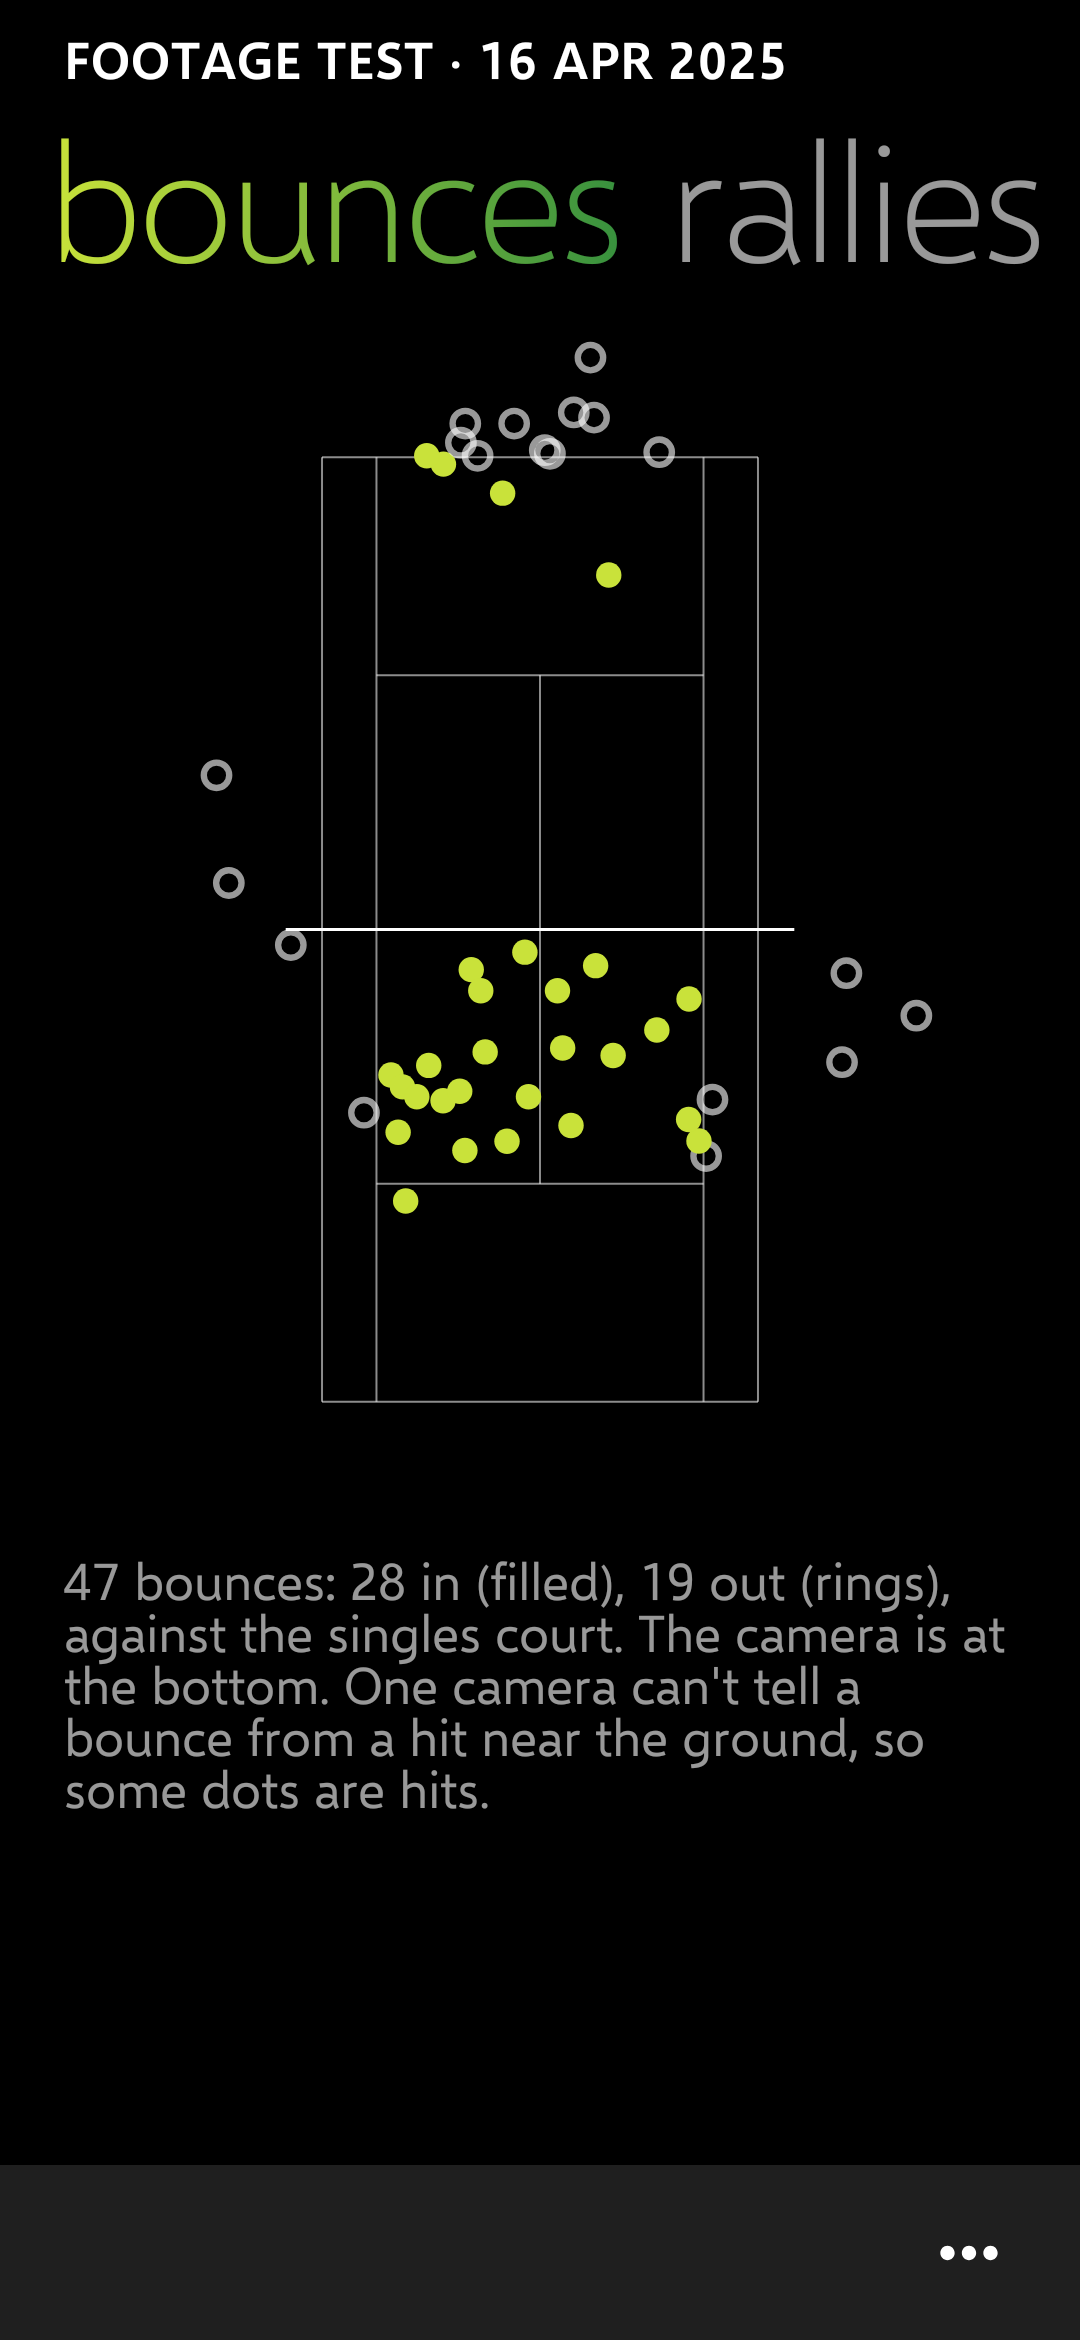 FOOTAGE TEST · 16 APR 2025
bounces rallies
47 bounces: 28 in (filled), 19 out (rings),
against the singles court. The camera is at
the bottom. One camera can't tell a
bounce from a hit near the ground, so
some dots are hits.